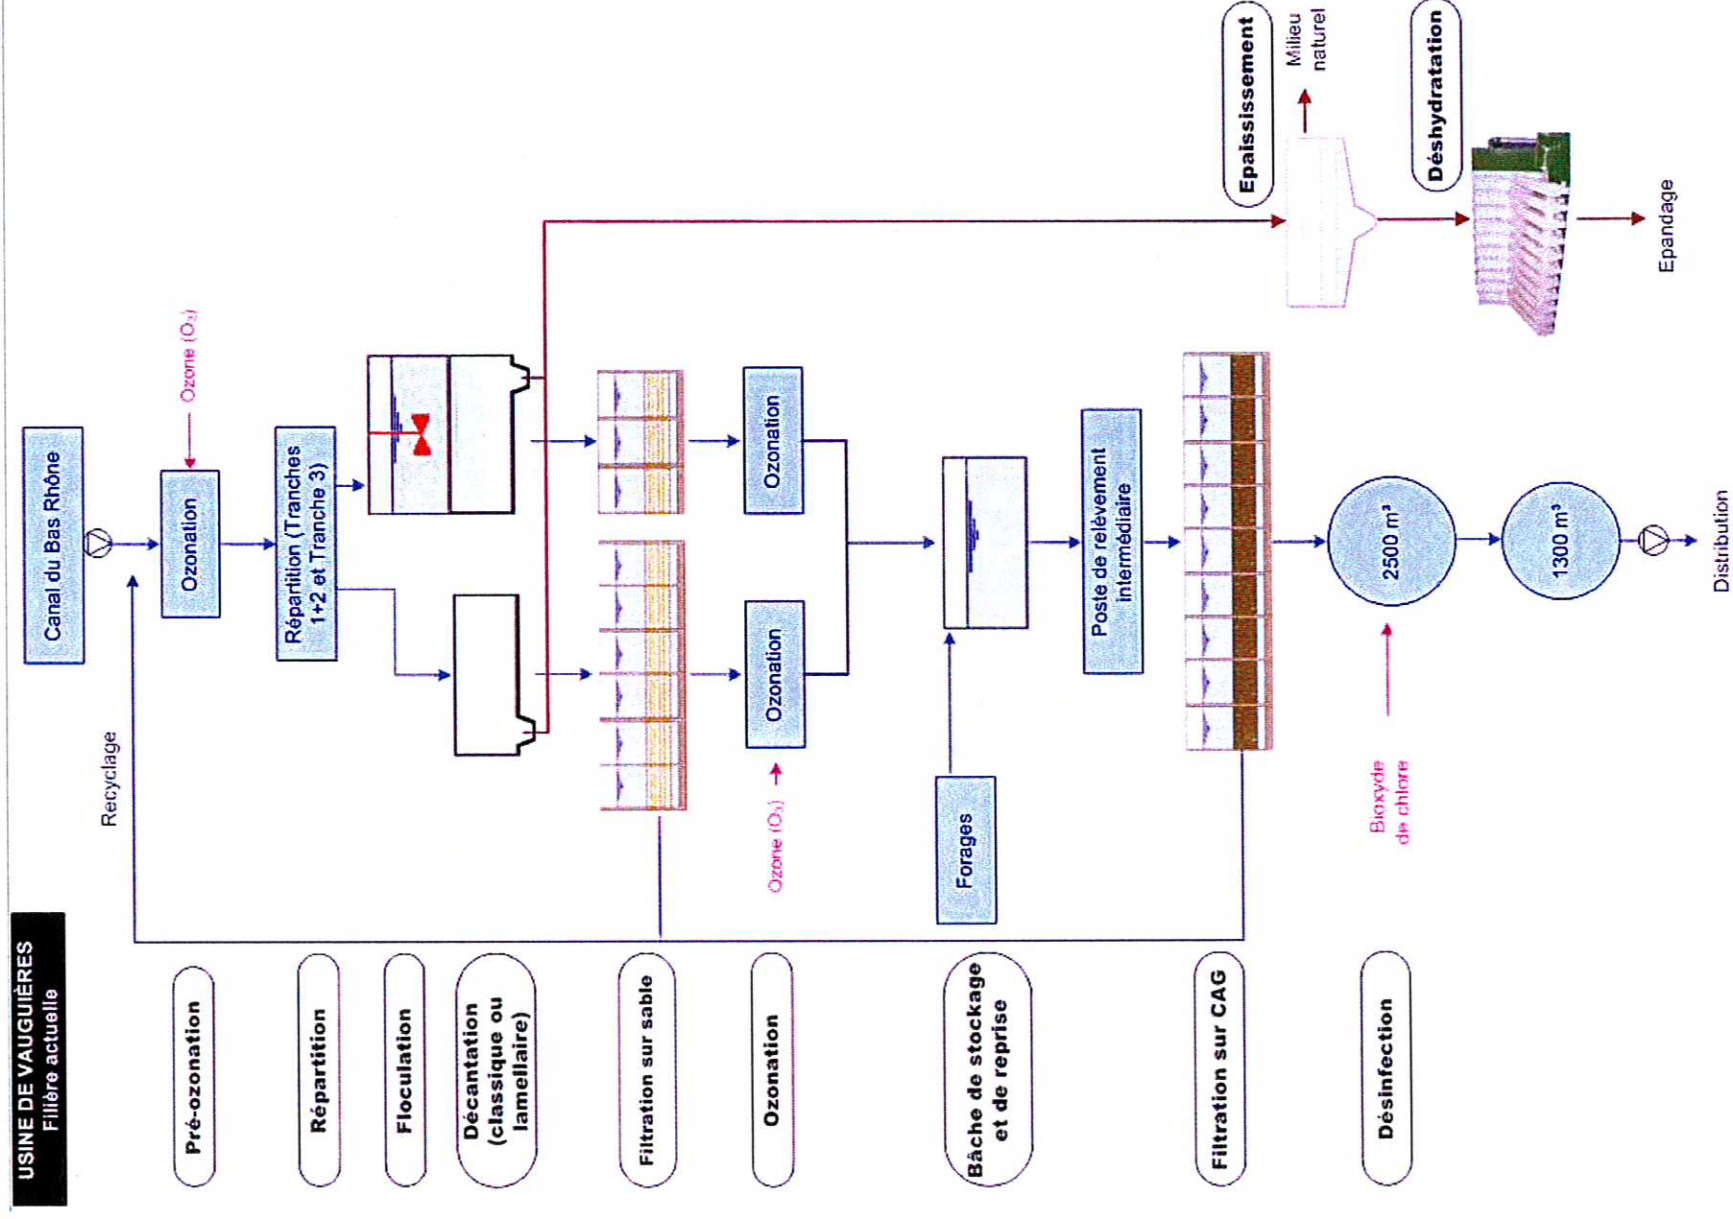 USINE DE VAUGUIÈRES
Filière actuelle
Pré-ozonation
Répartition
Floculation
Décantation
(classique ou
lamellaire)
Filtration sur sable
Ozonation
Bâche de stockage
et de reprise
Filtration sur CAG
Désinfection
Recyclage
Canal du Bas Rhône
Ozonation
Ozone (O₃)
Répartition (Tranches
1+2 et Tranche 3)
Ozone (O₃)
Ozonation
Ozonation
Forages
Poste de relèvement
intermédiaire
Bioxyde
de chlore
2500 m³
1300 m³
Distribution
Epaississement
Milieu
naturel
Déshydratation
Epandage